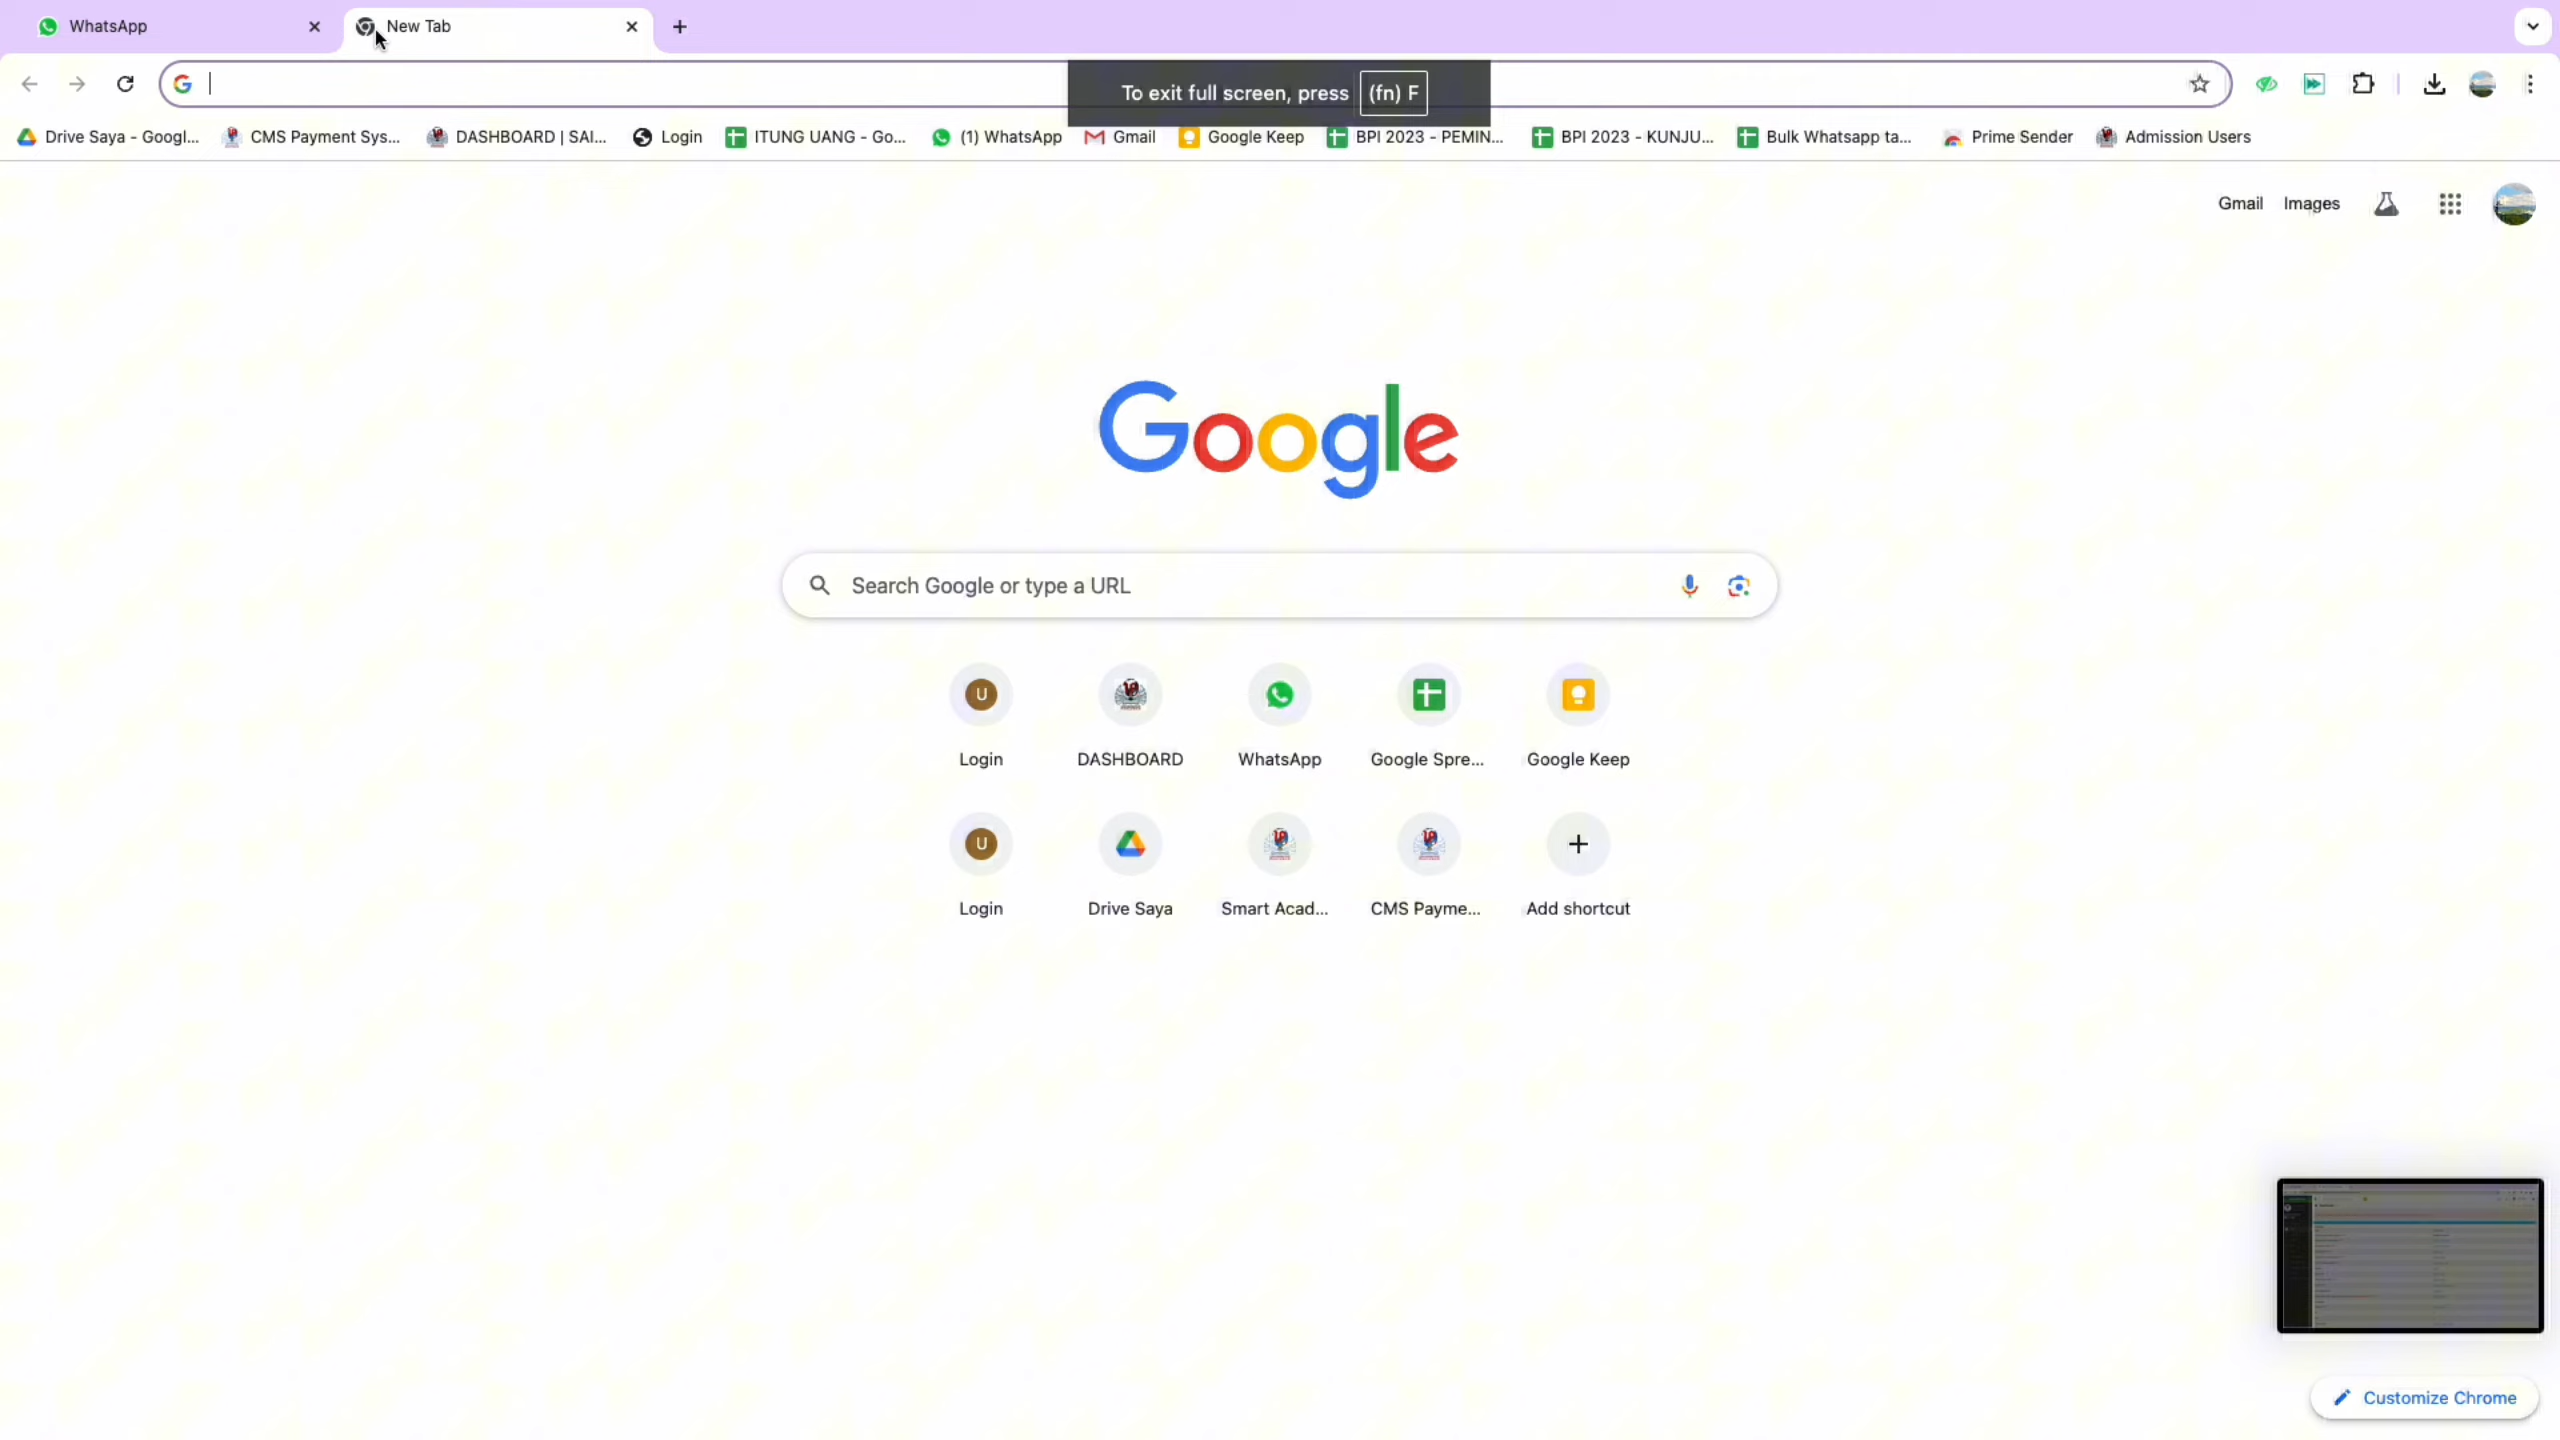 WhatsApp
New Tab
To exit full screen, press (fn) F
Drive Saya - Googl...
CMS Payment Sys...
DASHBOARD | SAI...
Login
ITUNG UANG - Go...
(1) WhatsApp
Gmail
Google Keep
BPI 2023 - PEMIN...
BPI 2023 - KUNJU...
Bulk Whatsapp ta...
Prime Sender
Admission Users
Gmail Images
Google
Search Google or type a URL
U
Login
DASHBOARD
WhatsApp
Google Spre...
Google Keep
U
Login
Drive Saya
Smart Acad...
CMS Payme...
Add shortcut
Customize Chrome